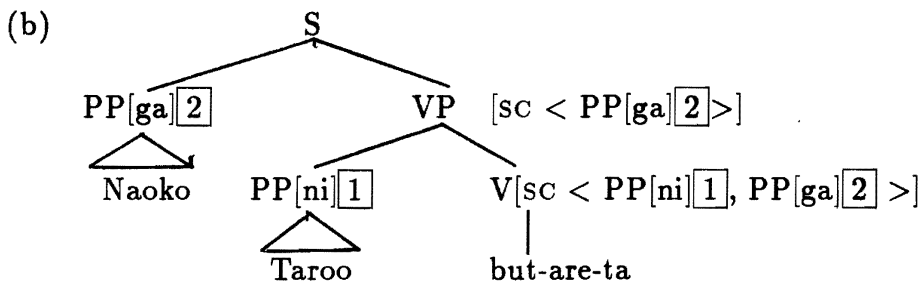 (b)
S
PP[ga] 2 VP [SC < PP[ga] 2 >]
Naoko PP[ni] 1 V[SC < PP[ni] 1 , PP[ga] 2 >]
Taroo but-are-ta